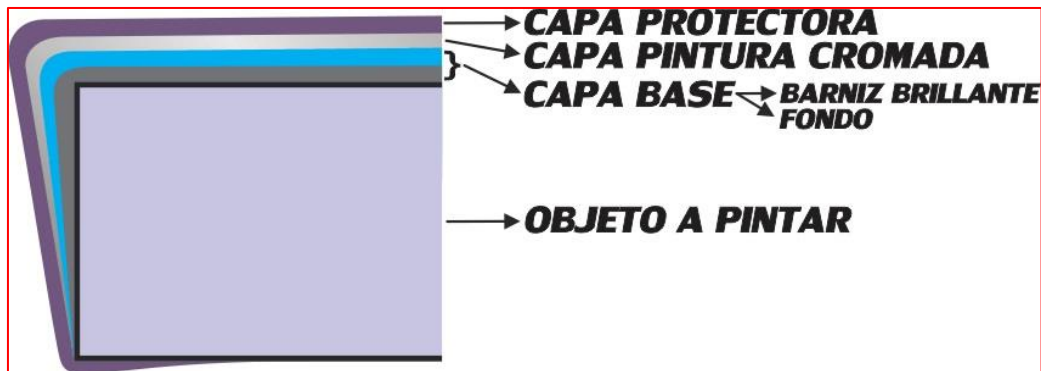 CAPA PROTECTORA
CAPA PINTURA CROMADA
CAPA BASE
BARNIZ BRILLANTE
FONDO
OBJETO A PINTAR